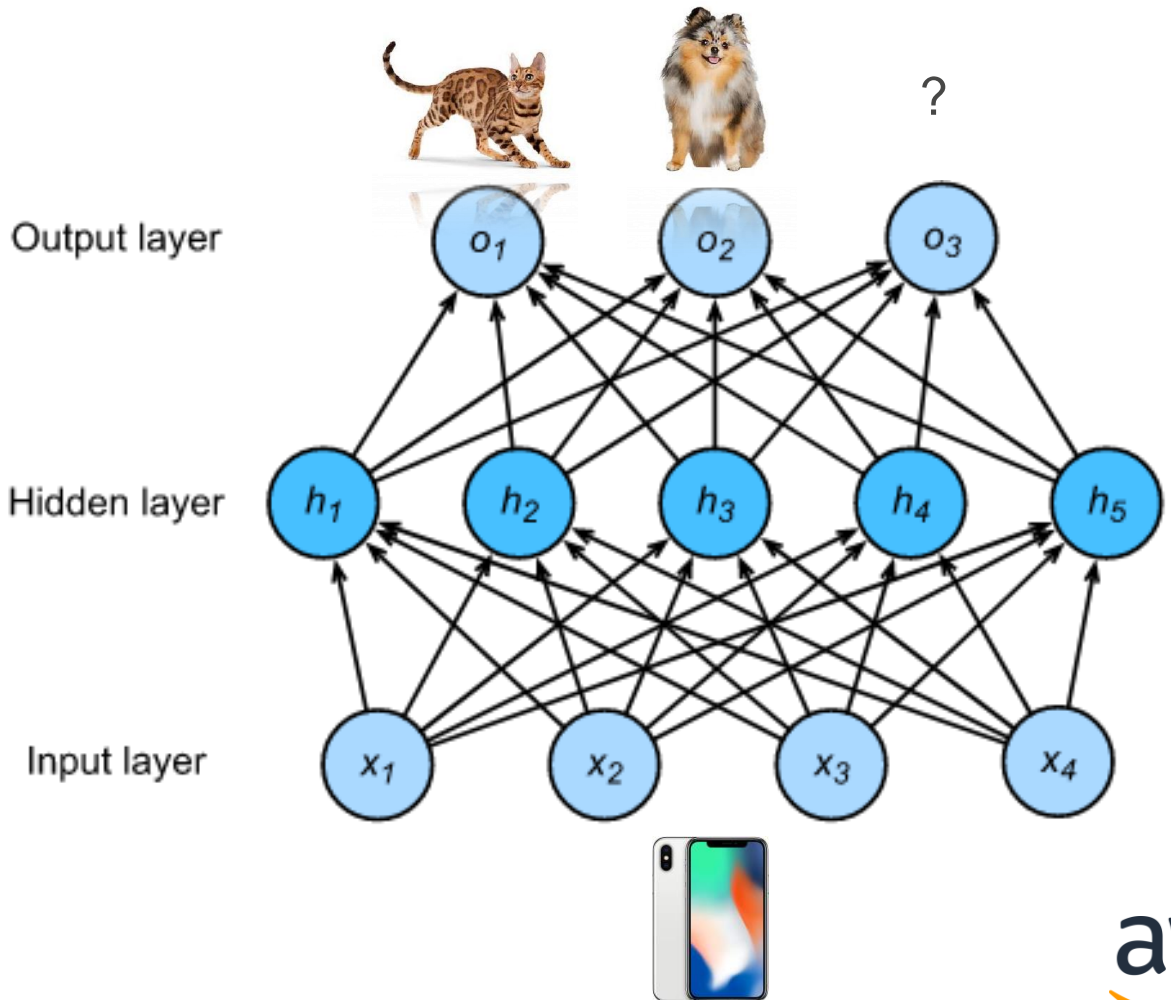 ?
Output layer
o1
o2
o3
Hidden layer
h1
h2
h3
h4
h5
Input layer
x1
x2
x3
x4